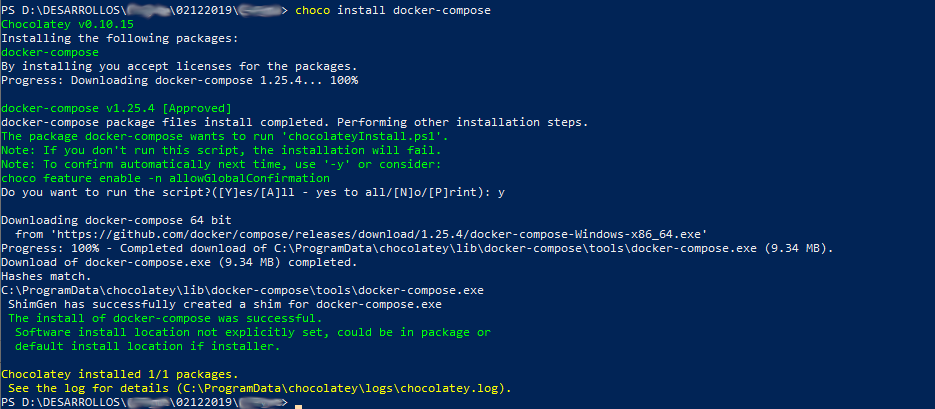 PS D:\DESARROLLOS\ \02122019\ > choco install docker-compose
Chocolatey v0.10.15
Installing the following packages:
docker-compose
By installing you accept licenses for the packages.
Progress: Downloading docker-compose 1.25.4... 100%
docker-compose v1.25.4 [Approved]
docker-compose package files install completed. Performing other installation steps.
The package docker-compose wants to run 'chocolateyInstall.ps1'.
Note: If you don't run this script, the installation will fail.
Note: To confirm automatically next time, use '-y' or consider:
choco feature enable -n allowGlobalConfirmation
Do you want to run the script?([Y]es/[A]ll - yes to all/[N]o/[P]rint): y
Downloading docker-compose 64 bit
from 'https://github.com/docker/compose/releases/download/1.25.4/docker-compose-Windows-x86_64.exe'
Progress: 100% - Completed download of C:\ProgramData\chocolatey\lib\docker-compose\tools\docker-compose.exe (9.34 MB).
Download of docker-compose.exe (9.34 MB) completed.
Hashes match.
C:\ProgramData\chocolatey\lib\docker-compose\tools\docker-compose.exe
ShimGen has successfully created a shim for docker-compose.exe
The install of docker-compose was successful.
Software install location not explicitly set, could be in package or
default install location if installer.
Chocolatey installed 1/1 packages.
See the log for details (C:\ProgramData\chocolatey\logs\chocolatey.log).
PS D:\DESARROLLOS\ \02122019\ >